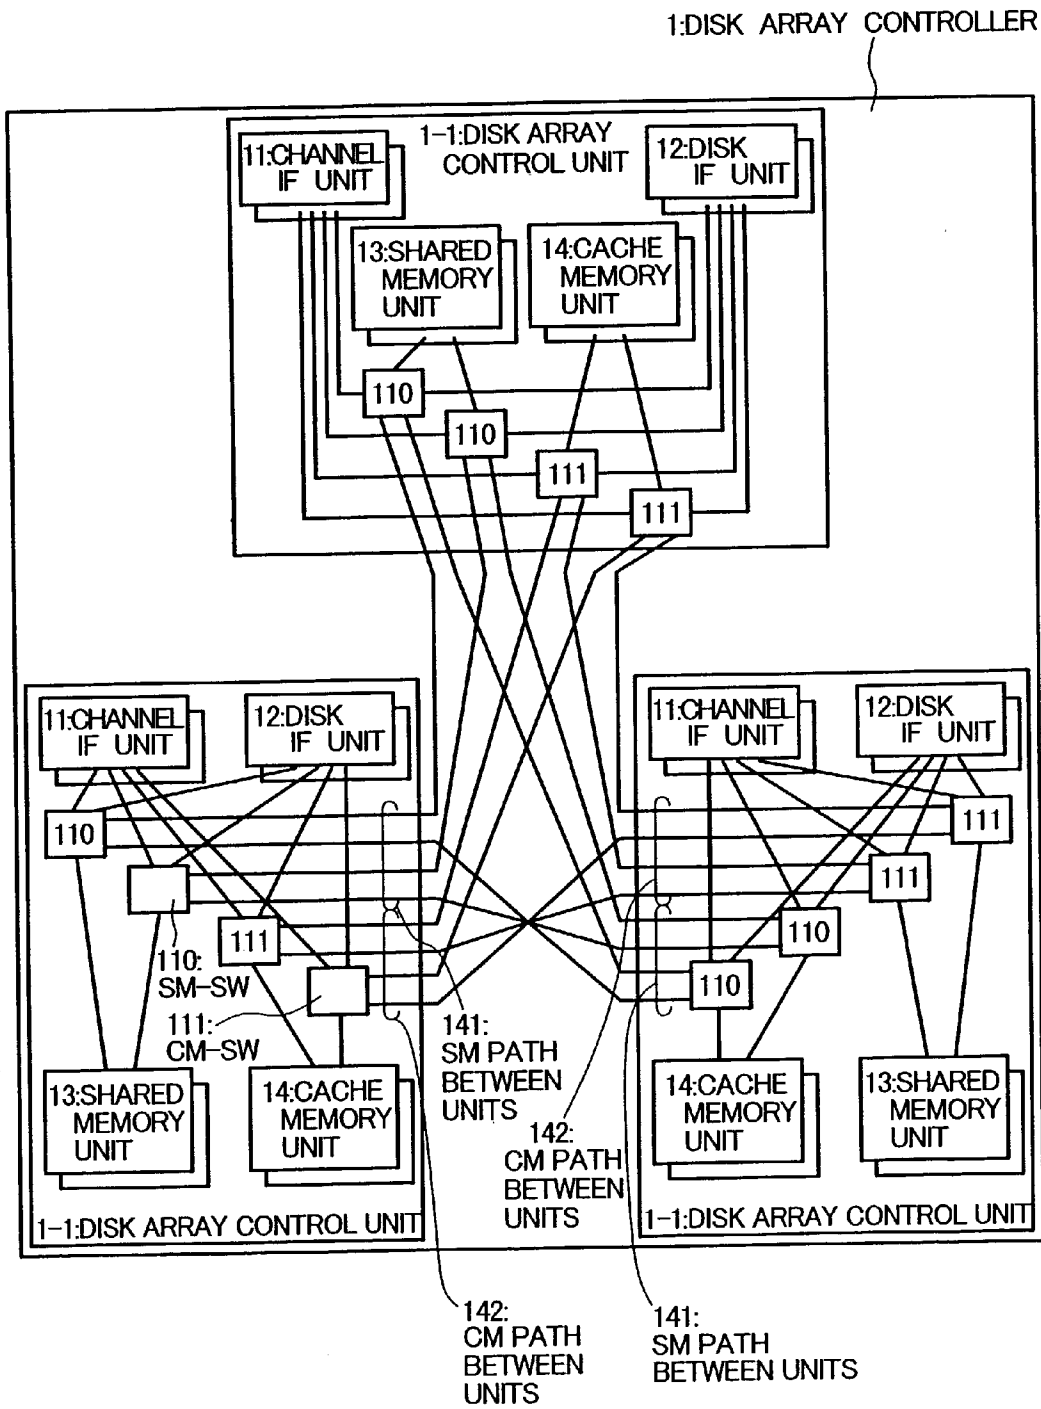 1:DISK ARRAY CONTROLLER
1-1:DISK ARRAY
CONTROL UNIT
11:CHANNEL
IF UNIT
12:DISK
IF UNIT
13:SHARED
MEMORY
UNIT
14:CACHE
MEMORY
UNIT
110
110
111
111
11:CHANNEL
IF UNIT
12:DISK
IF UNIT
110
111
110:
SM-SW
111:
CM-SW
13:SHARED
MEMORY
UNIT
14:CACHE
MEMORY
UNIT
1-1:DISK ARRAY CONTROL UNIT
141:
SM PATH
BETWEEN
UNITS
142:
CM PATH
BETWEEN
UNITS
11:CHANNEL
IF UNIT
12:DISK
IF UNIT
111
111
110
110
14:CACHE
MEMORY
UNIT
13:SHARED
MEMORY
UNIT
1-1:DISK ARRAY CONTROL UNIT
142:
CM PATH
BETWEEN
UNITS
141:
SM PATH
BETWEEN UNITS